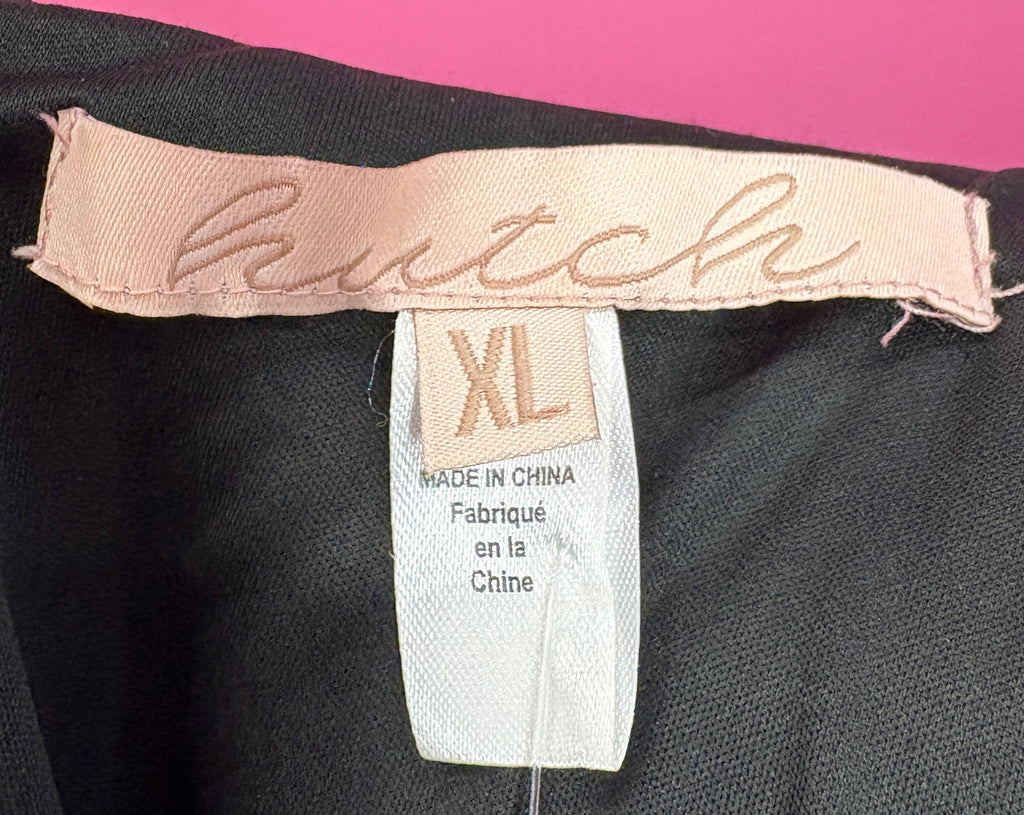 hutch
XL
MADE IN CHINA
Fabriqué
en la
Chine